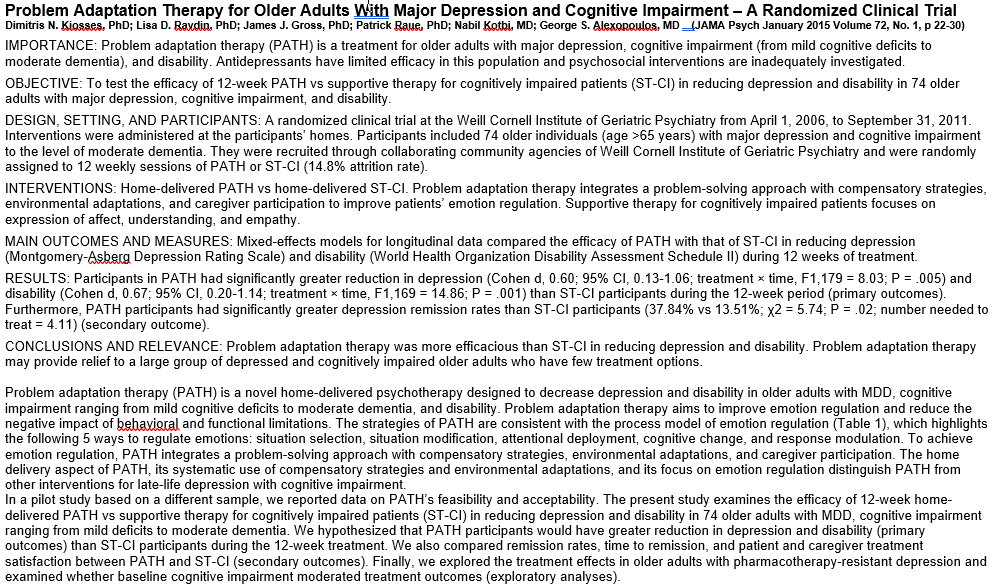 Problem Adaptation Therapy for Older Adults With Major Depression and Cognitive Impairment – A Randomized Clinical Trial
Dimitris N. Kiosses, PhD; Lisa D. Ravdin, PhD; James J. Gross, PhD; Patrick Raue, PhD; Nabil Kotbi, MD; George S. Alexopoulos, MD (JAMA Psych January 2015 Volume 72, No. 1, p 22-30)
IMPORTANCE: Problem adaptation therapy (PATH) is a treatment for older adults with major depression, cognitive impairment (from mild cognitive deficits to
moderate dementia), and disability. Antidepressants have limited efficacy in this population and psychosocial interventions are inadequately investigated.
OBJECTIVE: To test the efficacy of 12-week PATH vs supportive therapy for cognitively impaired patients (ST-CI) in reducing depression and disability in 74 older
adults with major depression, cognitive impairment, and disability.
DESIGN, SETTING, AND PARTICIPANTS: A randomized clinical trial at the Weill Cornell Institute of Geriatric Psychiatry from April 1, 2006, to September 31, 2011.
Interventions were administered at the participants' homes. Participants included 74 older individuals (age >65 years) with major depression and cognitive impairment
to the level of moderate dementia. They were recruited through collaborating community agencies of Weill Cornell Institute of Geriatric Psychiatry and were randomly
assigned to 12 weekly sessions of PATH or ST-CI (14.8% attrition rate).
INTERVENTIONS: Home-delivered PATH vs home-delivered ST-CI. Problem adaptation therapy integrates a problem-solving approach with compensatory strategies,
environmental adaptations, and caregiver participation to improve patients' emotion regulation. Supportive therapy for cognitively impaired patients focuses on
expression of affect, understanding, and empathy.
MAIN OUTCOMES AND MEASURES: Mixed-effects models for longitudinal data compared the efficacy of PATH with that of ST-CI in reducing depression
(Montgomery-Asberg Depression Rating Scale) and disability (World Health Organization Disability Assessment Schedule II) during 12 weeks of treatment.
RESULTS: Participants in PATH had significantly greater reduction in depression (Cohen d, 0.60; 95% CI, 0.13-1.06; treatment × time, F1,179 = 8.03; P = .005) and
disability (Cohen d, 0.67; 95% CI, 0.20-1.14; treatment × time, F1,169 = 14.86; P = .001) than ST-CI participants during the 12-week period (primary outcomes).
Furthermore, PATH participants had significantly greater depression remission rates than ST-CI participants (37.84% vs 13.51%; χ2 = 5.74; P = .02; number needed to
treat = 4.11) (secondary outcome).
CONCLUSIONS AND RELEVANCE: Problem adaptation therapy was more efficacious than ST-CI in reducing depression and disability. Problem adaptation therapy
may provide relief to a large group of depressed and cognitively impaired older adults who have few treatment options.
Problem adaptation therapy (PATH) is a novel home-delivered psychotherapy designed to decrease depression and disability in older adults with MDD, cognitive
impairment ranging from mild cognitive deficits to moderate dementia, and disability. Problem adaptation therapy aims to improve emotion regulation and reduce the
negative impact of behavioral and functional limitations. The strategies of PATH are consistent with the process model of emotion regulation (Table 1), which highlights
the following 5 ways to regulate emotions: situation selection, situation modification, attentional deployment, cognitive change, and response modulation. To achieve
emotion regulation, PATH integrates a problem-solving approach with compensatory strategies, environmental adaptations, and caregiver participation. The home
delivery aspect of PATH, its systematic use of compensatory strategies and environmental adaptations, and its focus on emotion regulation distinguish PATH from
other interventions for late-life depression with cognitive impairment.
In a pilot study based on a different sample, we reported data on PATH's feasibility and acceptability. The present study examines the efficacy of 12-week home-
delivered PATH vs supportive therapy for cognitively impaired patients (ST-CI) in reducing depression and disability in 74 older adults with MDD, cognitive impairment
ranging from mild deficits to moderate dementia. We hypothesized that PATH participants would have greater reduction in depression and disability (primary
outcomes) than ST-CI participants during the 12-week treatment. We also compared remission rates, time to remission, and patient and caregiver treatment
satisfaction between PATH and ST-CI (secondary outcomes). Finally, we explored the treatment effects in older adults with pharmacotherapy-resistant depression and
examined whether baseline cognitive impairment moderated treatment outcomes (exploratory analyses).